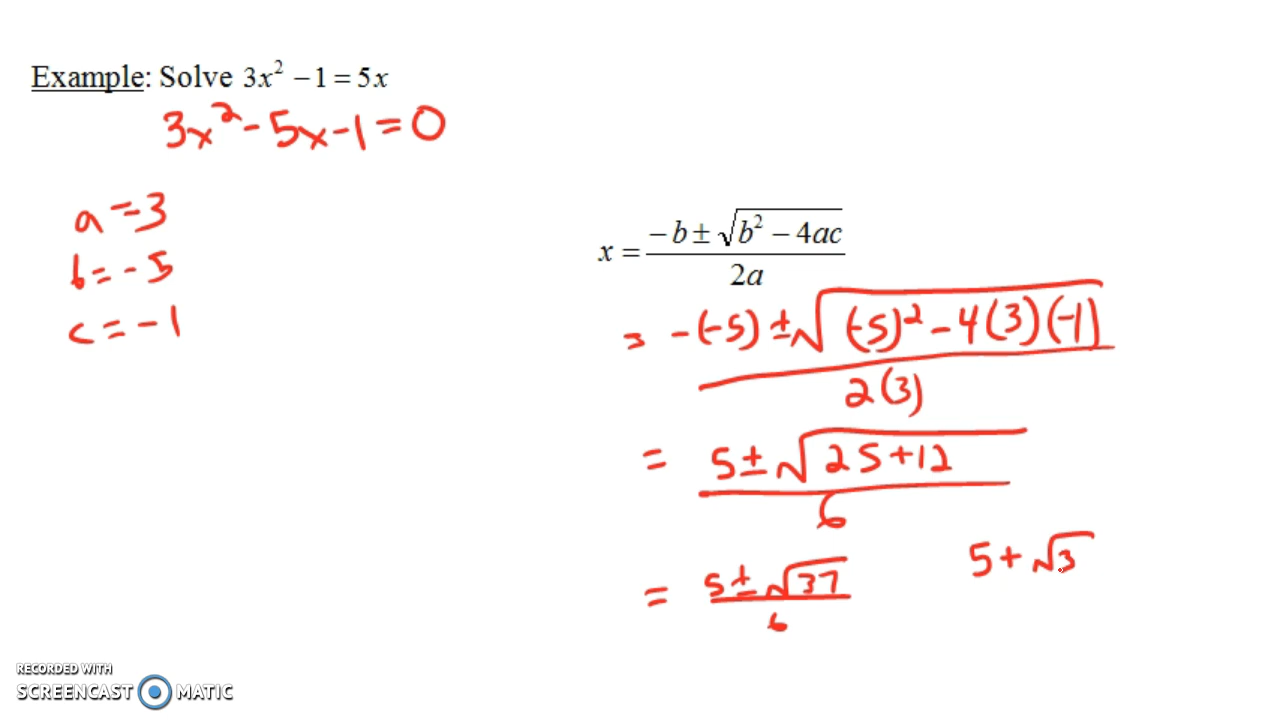 Example: Solve 3x² − 1 = 5x
3x² - 5x - 1 = 0
a = 3
b = -5
c = -1
x = (−b ± √(b² − 4ac)) / 2a
= (-(-5) ± √((-5)² - 4(3)(-1))) / 2(3)
= (5 ± √(25 + 12)) / 6
= (5 ± √37) / 6
5 + √3
RECORDED WITH
SCREENCAST MATIC